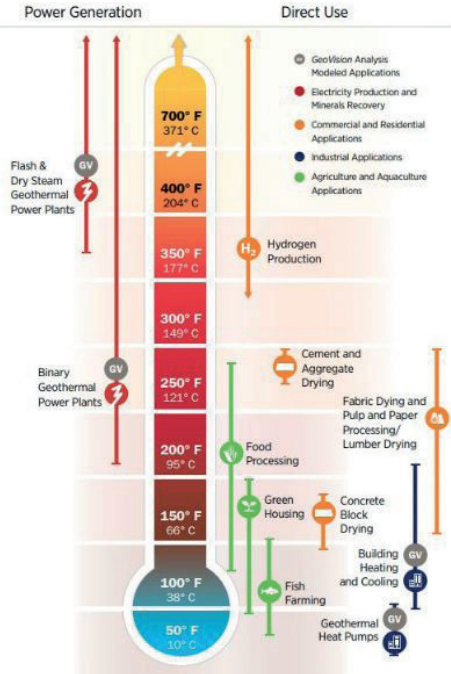 Power Generation
Direct Use
GV GeoVision Analysis
Modeled Applications
Electricity Production and
Minerals Recovery
Commercial and Residential
Applications
Industrial Applications
Agriculture and Aquaculture
Applications
700° F
371° C
400° F
204° C
350° F
177° C
300° F
149° C
250° F
121° C
200° F
95° C
150° F
66° C
100° F
38° C
50° F
10° C
GV
Flash &
Dry Steam
Geothermal
Power Plants
GV
Binary
Geothermal
Power Plants
H2
Hydrogen
Production
Cement and
Aggregate
Drying
Fabric Dying and
Pulp and Paper
Processing/
Lumber Drying
Food
Processing
Green
Housing
Concrete
Block
Drying
Building
Heating
and Cooling
GV
Fish
Farming
Geothermal
Heat Pumps
GV